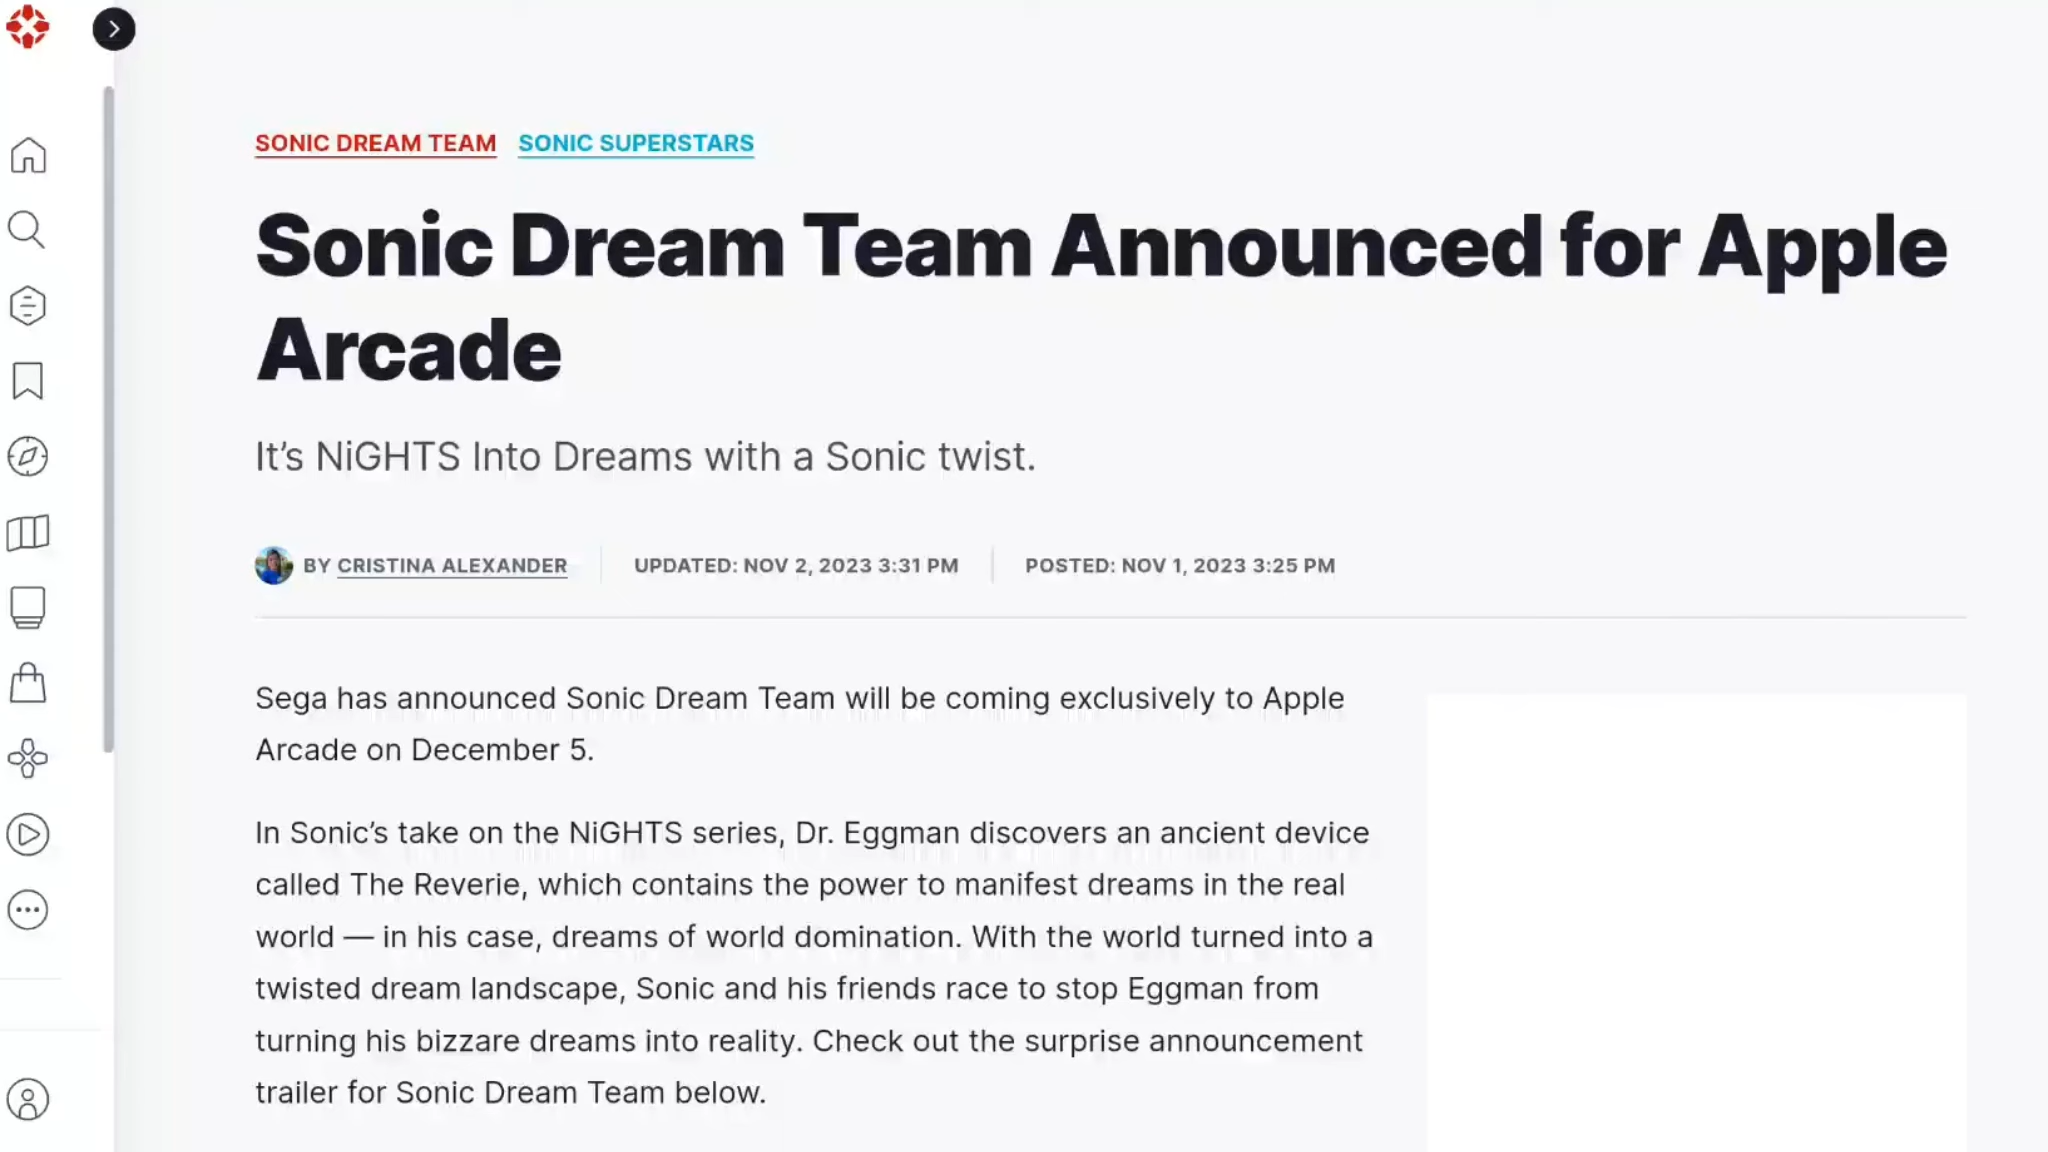 SONIC DREAM TEAM SONIC SUPERSTARS
Sonic Dream Team Announced for Apple
Arcade
It’s NiGHTS Into Dreams with a Sonic twist.
BY CRISTINA ALEXANDER UPDATED: NOV 2, 2023 3:31 PM POSTED: NOV 1, 2023 3:25 PM
Sega has announced Sonic Dream Team will be coming exclusively to Apple
Arcade on December 5.
In Sonic’s take on the NiGHTS series, Dr. Eggman discovers an ancient device
called The Reverie, which contains the power to manifest dreams in the real
world — in his case, dreams of world domination. With the world turned into a
twisted dream landscape, Sonic and his friends race to stop Eggman from
turning his bizzare dreams into reality. Check out the surprise announcement
trailer for Sonic Dream Team below.